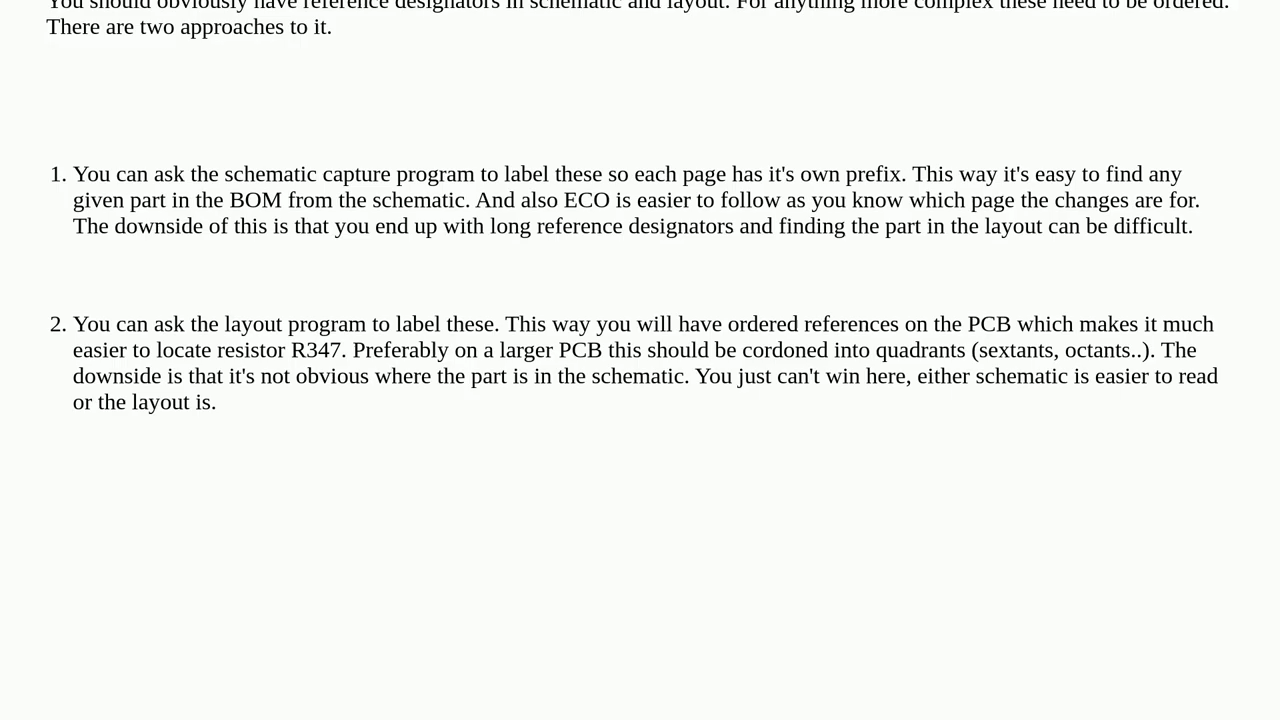 You should obviously have reference designators in schematic and layout. For anything more complex these need to be ordered.
There are two approaches to it.
1. You can ask the schematic capture program to label these so each page has it's own prefix. This way it's easy to find any
given part in the BOM from the schematic. And also ECO is easier to follow as you know which page the changes are for.
The downside of this is that you end up with long reference designators and finding the part in the layout can be difficult.
2. You can ask the layout program to label these. This way you will have ordered references on the PCB which makes it much
easier to locate resistor R347. Preferably on a larger PCB this should be cordoned into quadrants (sextants, octants..). The
downside is that it's not obvious where the part is in the schematic. You just can't win here, either schematic is easier to read
or the layout is.